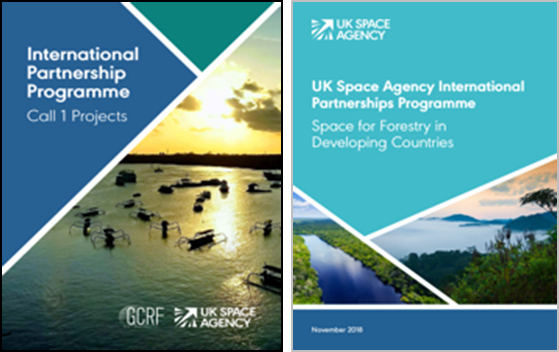 International
Partnership
Programme
Call 1 Projects
GCRF
UK SPACE
AGENCY
UK SPACE
AGENCY
UK Space Agency International
Partnerships Programme
Space for Forestry in
Developing Countries
November 2018